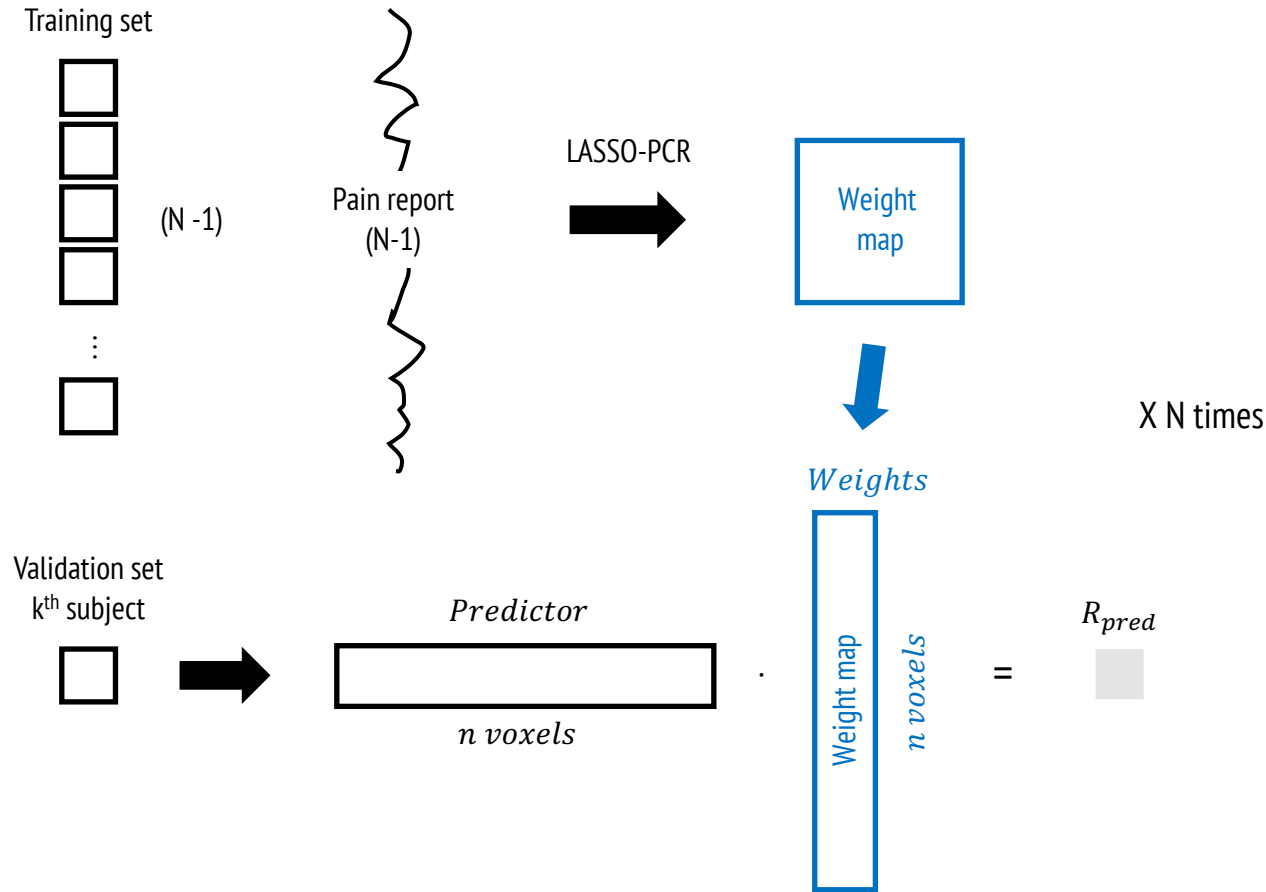 Training set
(N -1)
Pain report
(N-1)
LASSO-PCR
Weight
map
⋮
X N times
Weights
Validation set
kth subject
Predictor
n voxels
.
Weight map
n voxels
=
Rpred